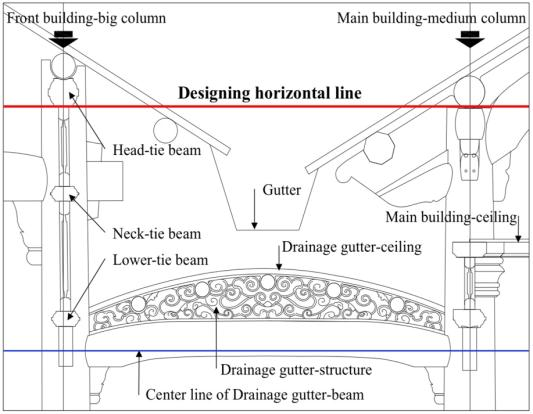 Front building-big column
Main building-medium column
Designing horizontal line
Head-tie beam
Gutter
Main building-ceiling
Neck-tie beam
Drainage gutter-ceiling
Lower-tie beam
Drainage gutter-structure
Center line of Drainage gutter-beam